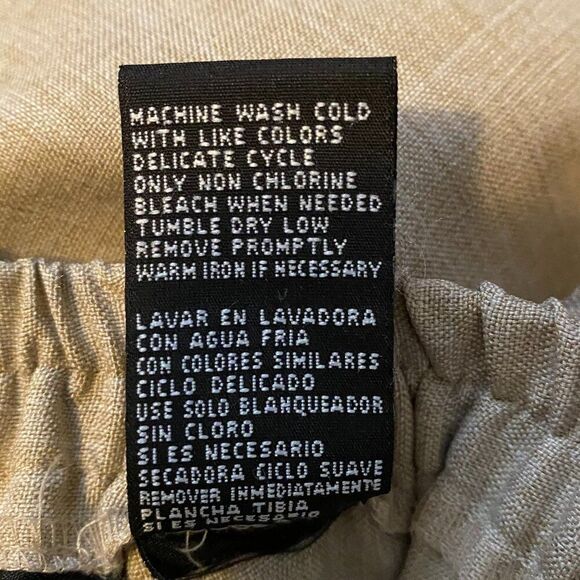 MACHINE WASH COLD
WITH LIKE COLORS
DELICATE CYCLE
ONLY NON CHLORINE
BLEACH WHEN NEEDED
TUMBLE DRY LOW
REMOVE PROMPTLY
WARM IRON IF NECESSARY
LAVAR EN LAVADORA
CON AGUA FRIA
CON COLORES SIMILARES
CICLO DELICADO
USE SOLO BLANQUEADOR
SIN CLORO
SI ES NECESARIO
SECADORA CICLO SUAVE
REMOVER INMEDIATAMENTE
PLANCHA TIBIA
SI ES NECESARIO